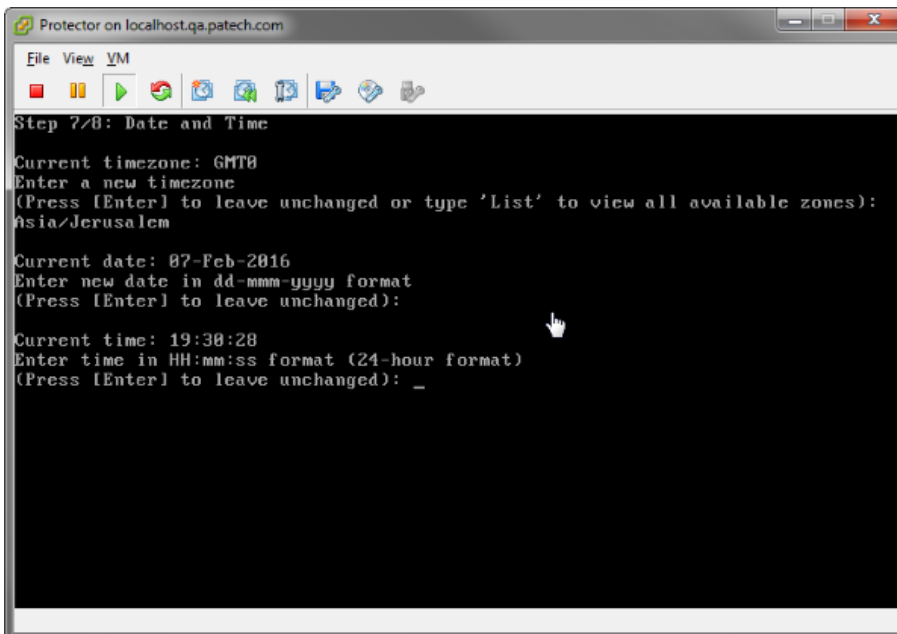 Protector on localhost.qa.patech.com
File View VM
Step 7/8: Date and Time
Current timezone: GMT0
Enter a new timezone
(Press [Enter] to leave unchanged or type 'List' to view all available zones):
Asia/Jerusalem
Current date: 07-Feb-2016
Enter new date in dd-mmm-yyyy format
(Press [Enter] to leave unchanged):
Current time: 19:30:28
Enter time in HH:mm:ss format (24-hour format)
(Press [Enter] to leave unchanged): _